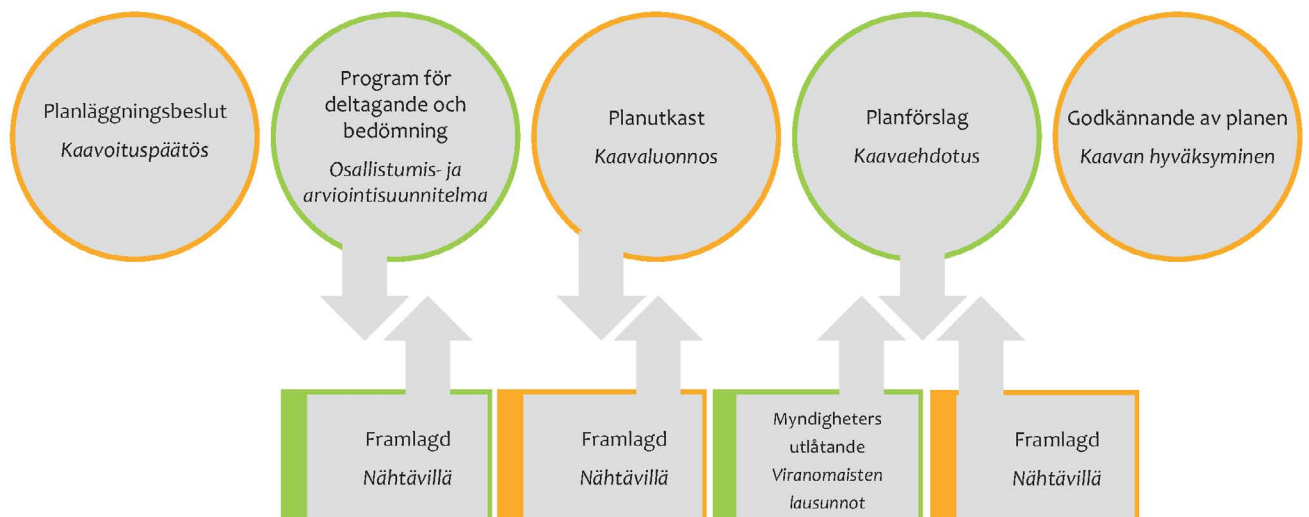 Planläggningsbeslut
Kaavoituspäätös
Program för
deltagande och
bedömning
Osallistumis- ja
arviointisuunnitelma
Planutkast
Kaavaluonnos
Planförslag
Kaavaehdotus
Godkännande av planen
Kaavan hyväksyminen
Framlagd
Nähtävillä
Framlagd
Nähtävillä
Myndigheters
utlåtande
Viranomaisten
lausunnot
Framlagd
Nähtävillä